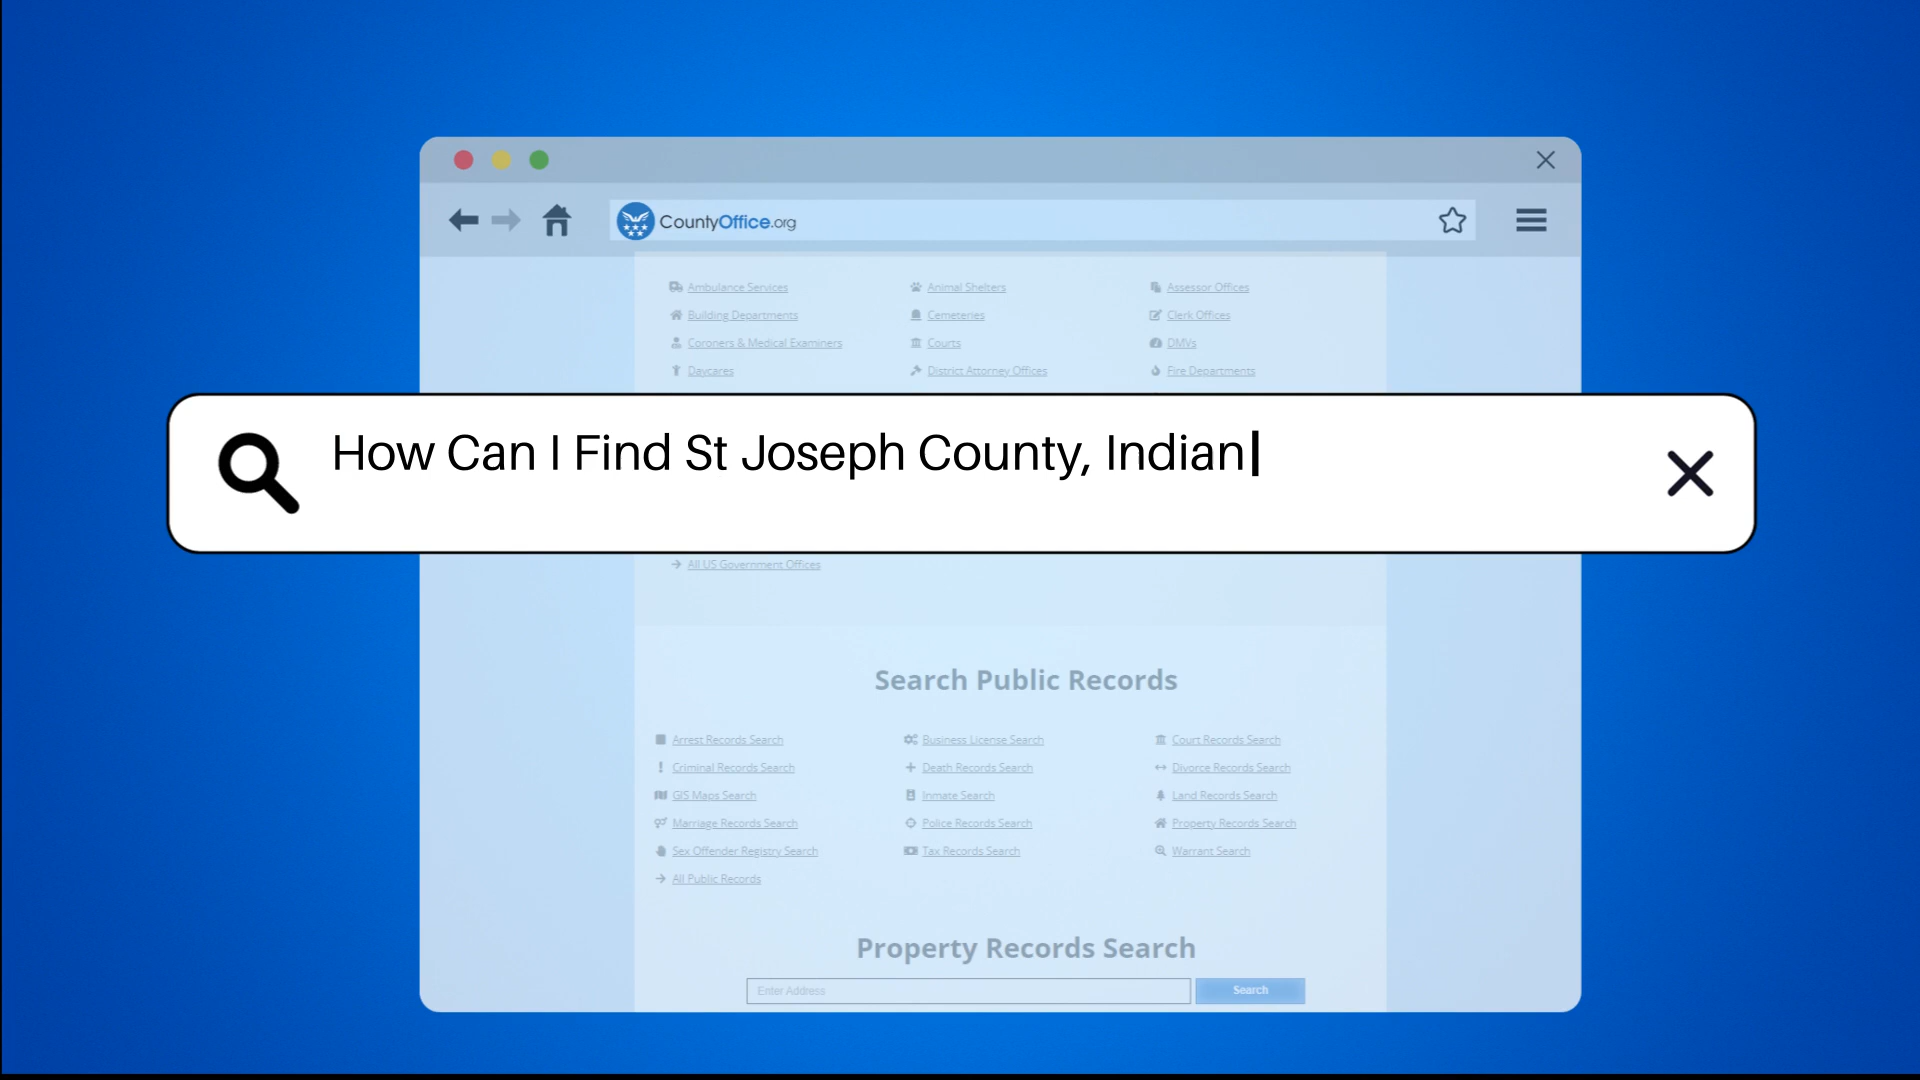 CountyOffice.org
Ambulance Services Animal Shelters Assessor Offices
Building Departments Cemeteries Clerk Offices
Coroners & Medical Examiners Courts DMVs
Daycares District Attorney Offices Fire Departments
How Can I Find St Joseph County, Indian
All US Government Offices
Search Public Records
Arrest Records Search Business License Search Court Records Search
Criminal Records Search Death Records Search Divorce Records Search
GIS Maps Search Inmate Search Land Records Search
Marriage Records Search Police Records Search Property Records Search
Sex Offender Registry Search Tax Records Search Warrant Search
All Public Records
Property Records Search
Enter Address Search